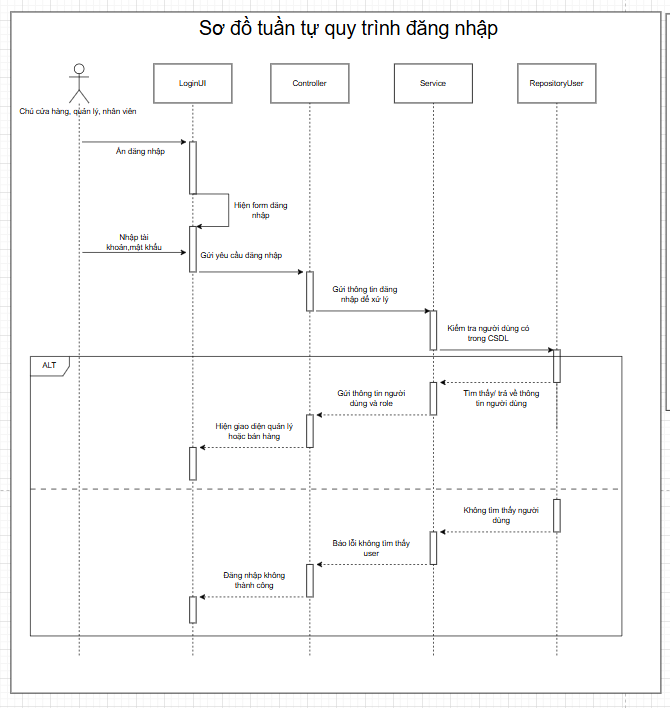 Sơ đồ tuần tự quy trình đăng nhập
LoginUI
Controller
Service
RepositoryUser
Chủ cửa hàng, quản lý, nhân viên
Ấn đăng nhập
Hiện form đăng
nhập
Nhập tài
khoản,mật khẩu
Gửi yêu cầu đăng nhập
Gửi thông tin đăng
nhập để xử lý
Kiểm tra người dùng có
trong CSDL
ALT
Tìm thấy/ trả về thông
tin người dùng
Gửi thông tin người
dùng và role
Hiện giao diện quản lý
hoặc bán hàng
Không tìm thấy người
dùng
Báo lỗi không tìm thấy
user
Đăng nhập không
thành công